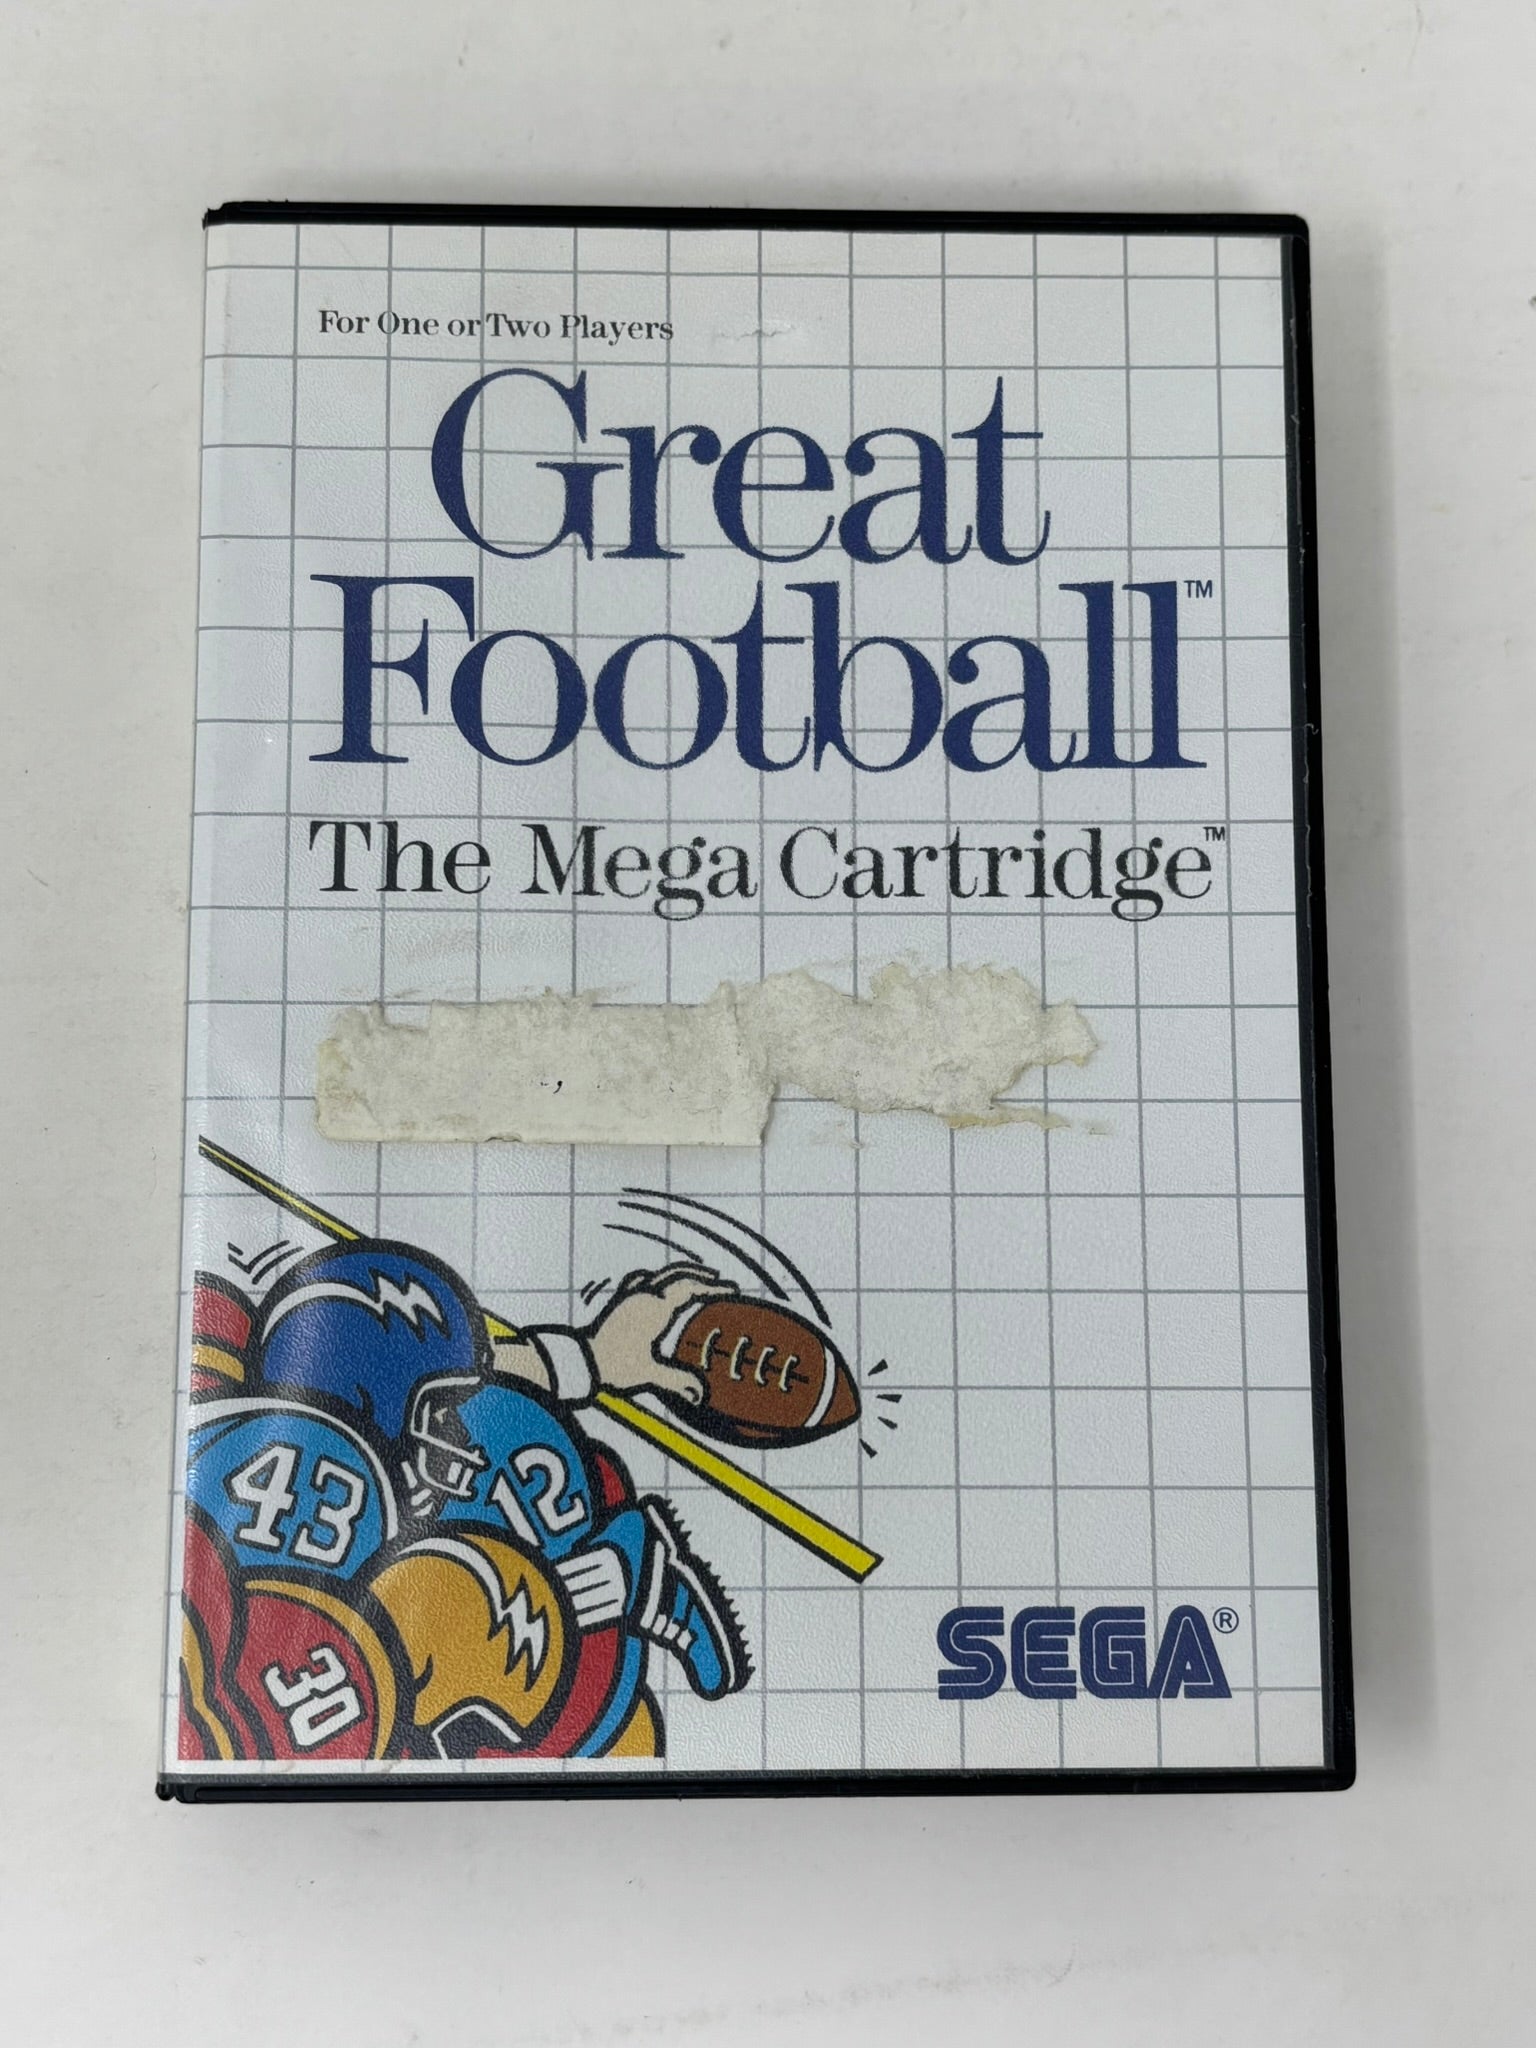 For One or Two Players
Great
Football™
The Mega Cartridge™
43
12
30
SEGA®